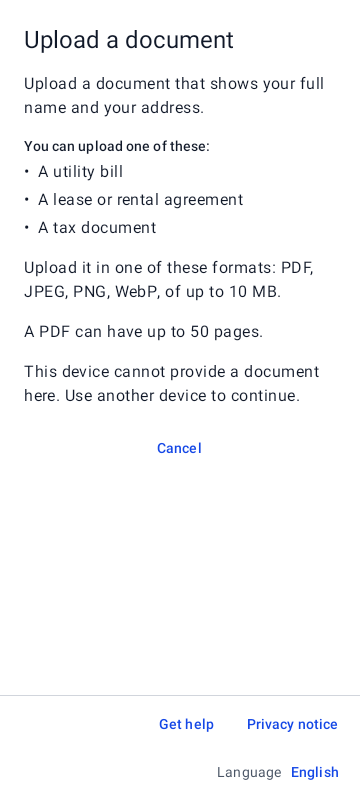 Upload a document
Upload a document that shows your full
name and your address.
You can upload one of these:
• A utility bill
• A lease or rental agreement
• A tax document
Upload it in one of these formats: PDF,
JPEG, PNG, WebP, of up to 10 MB.
A PDF can have up to 50 pages.
This device cannot provide a document
here. Use another device to continue.
Cancel
Get help Privacy notice
Language English